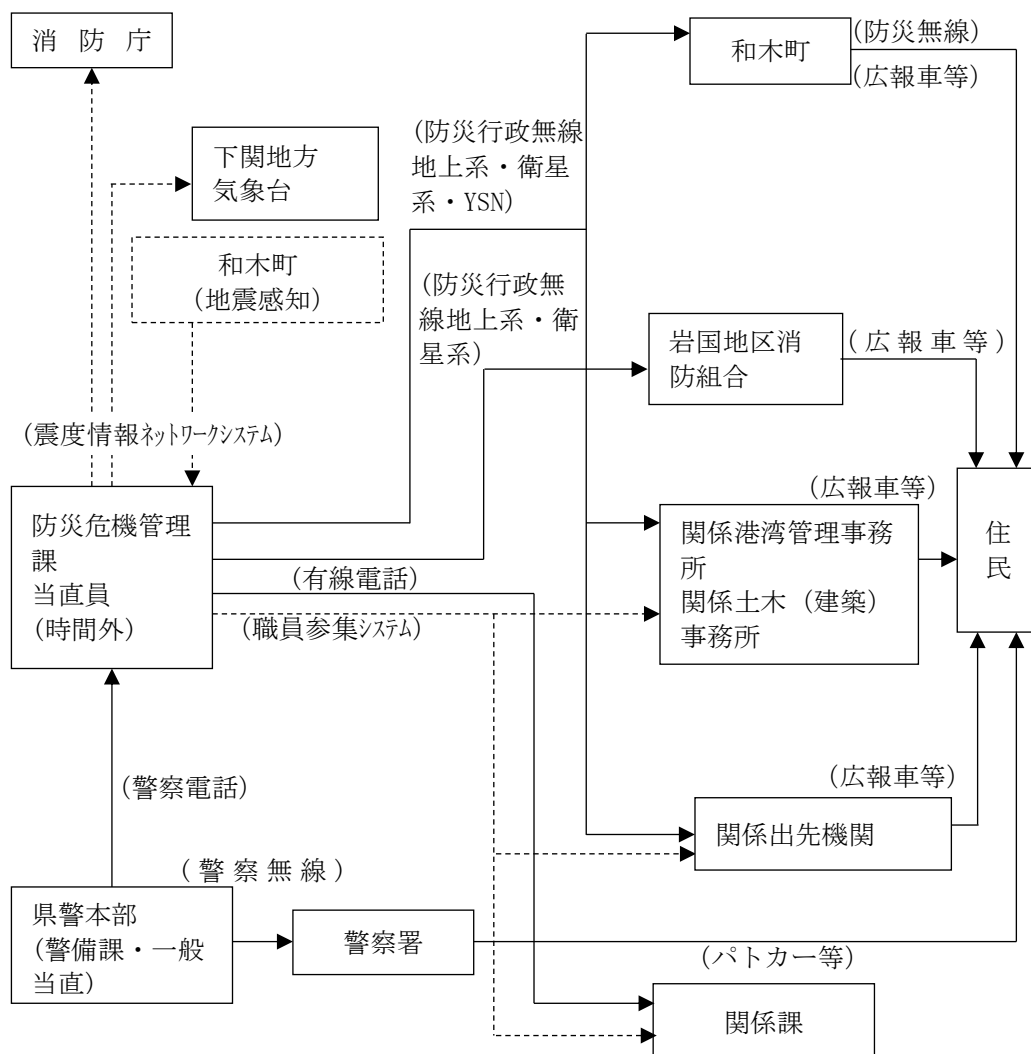 消 防 庁
和木町
(防災無線)
(広報車等)
下関地方
気象台
(防災行政無線
地上系・衛星
系・YSN)
和木町
(地震感知)
(防災行政無
線地上系・衛
星系)
岩国地区消
防組合
(広報車等)
(震度情報ネットワークシステム)
防災危機管理
課
当直員
(時間外)
(広報車等)
関係港湾管理事務
所
関係土木（建築）
事務所
住
民
(有線電話)
(職員参集システム)
(警察電話)
(広報車等)
関係出先機関
(警察無線)
県警本部
(警備課・一般
当直)
警察署
(パトカー等)
関係課